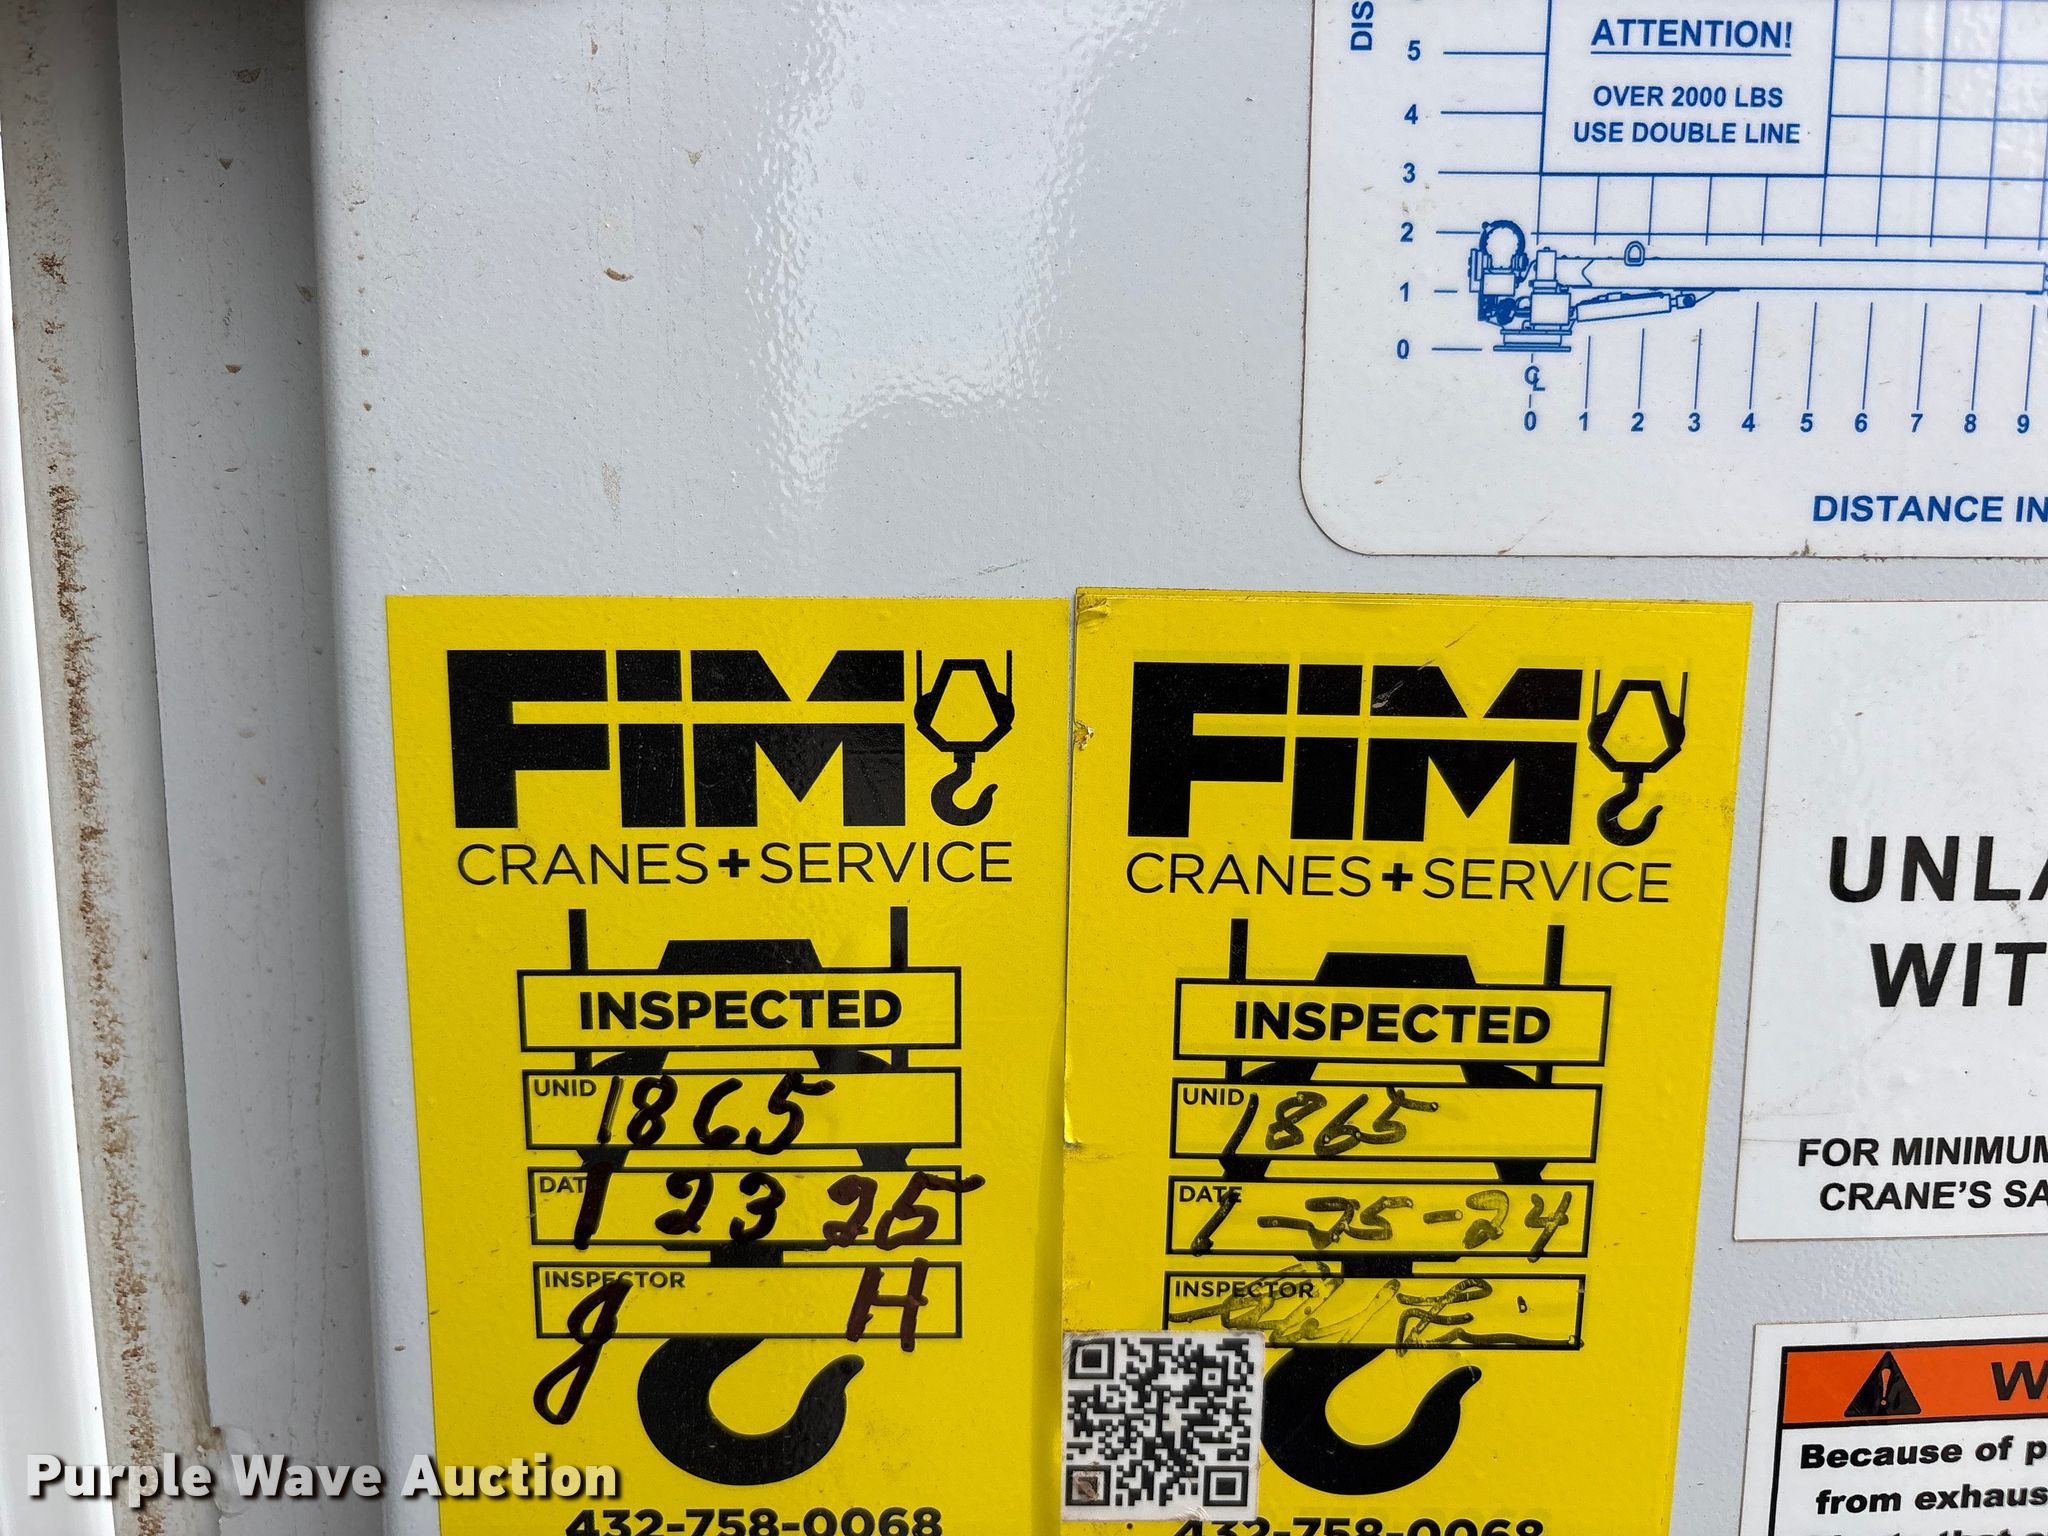 DIS
5
4
3
2
1
0
ATTENTION!
OVER 2000 LBS
USE DOUBLE LINE
CL
0 1 2 3 4 5 6 7 8 9
DISTANCE IN
FIM
CRANES+SERVICE
INSPECTED
UNID 1865
DATE 1 23 25
INSPECTOR J H
432-758-0068
FIM
CRANES+SERVICE
INSPECTED
UNID 1865
DATE 1-25-24
INSPECTOR
432-758-0068
UNLA
WIT
FOR MINIMUM
CRANE'S SA
WA
Because of p
from exhaus
Purple Wave Auction